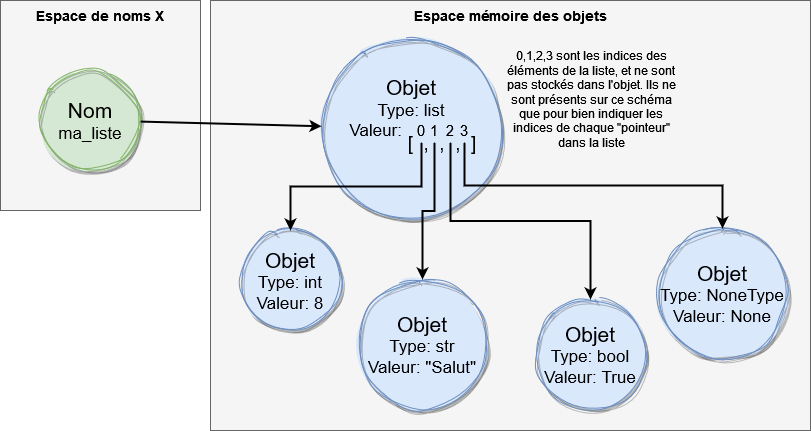 Espace de noms X
Espace mémoire des objets
Nom
ma_liste
Objet
Type: list
Valeur: 0 1 2 3
[ , , , ]
0,1,2,3 sont les indices des
éléments de la liste, et ne sont
pas stockés dans l'objet. Ils ne
sont présents sur ce schéma
que pour bien indiquer les
indices de chaque "pointeur"
dans la liste
Objet
Type: int
Valeur: 8
Objet
Type: str
Valeur: "Salut"
Objet
Type: bool
Valeur: True
Objet
Type: NoneType
Valeur: None